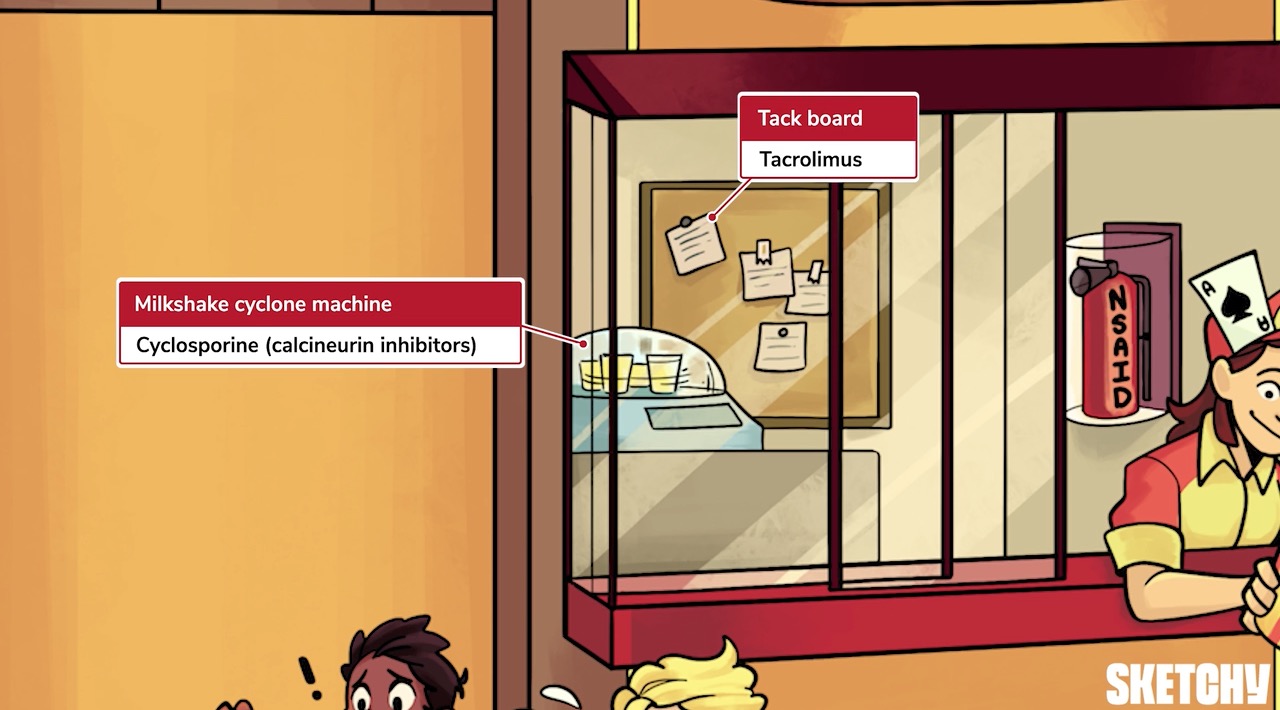 Tack board
Tacrolimus
Milkshake cyclone machine
Cyclosporine (calcineurin inhibitors)
NSAID
A
A
!
SKETCHY